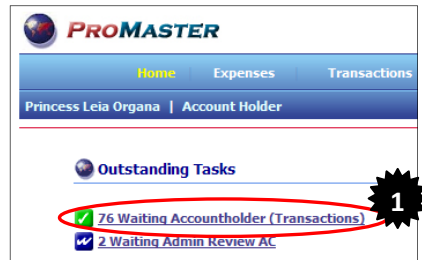 PROMASTER
Home Expenses Transactions
Princess Leia Organa | Account Holder
Outstanding Tasks
1
76 Waiting Accountholder (Transactions)
2 Waiting Admin Review AC